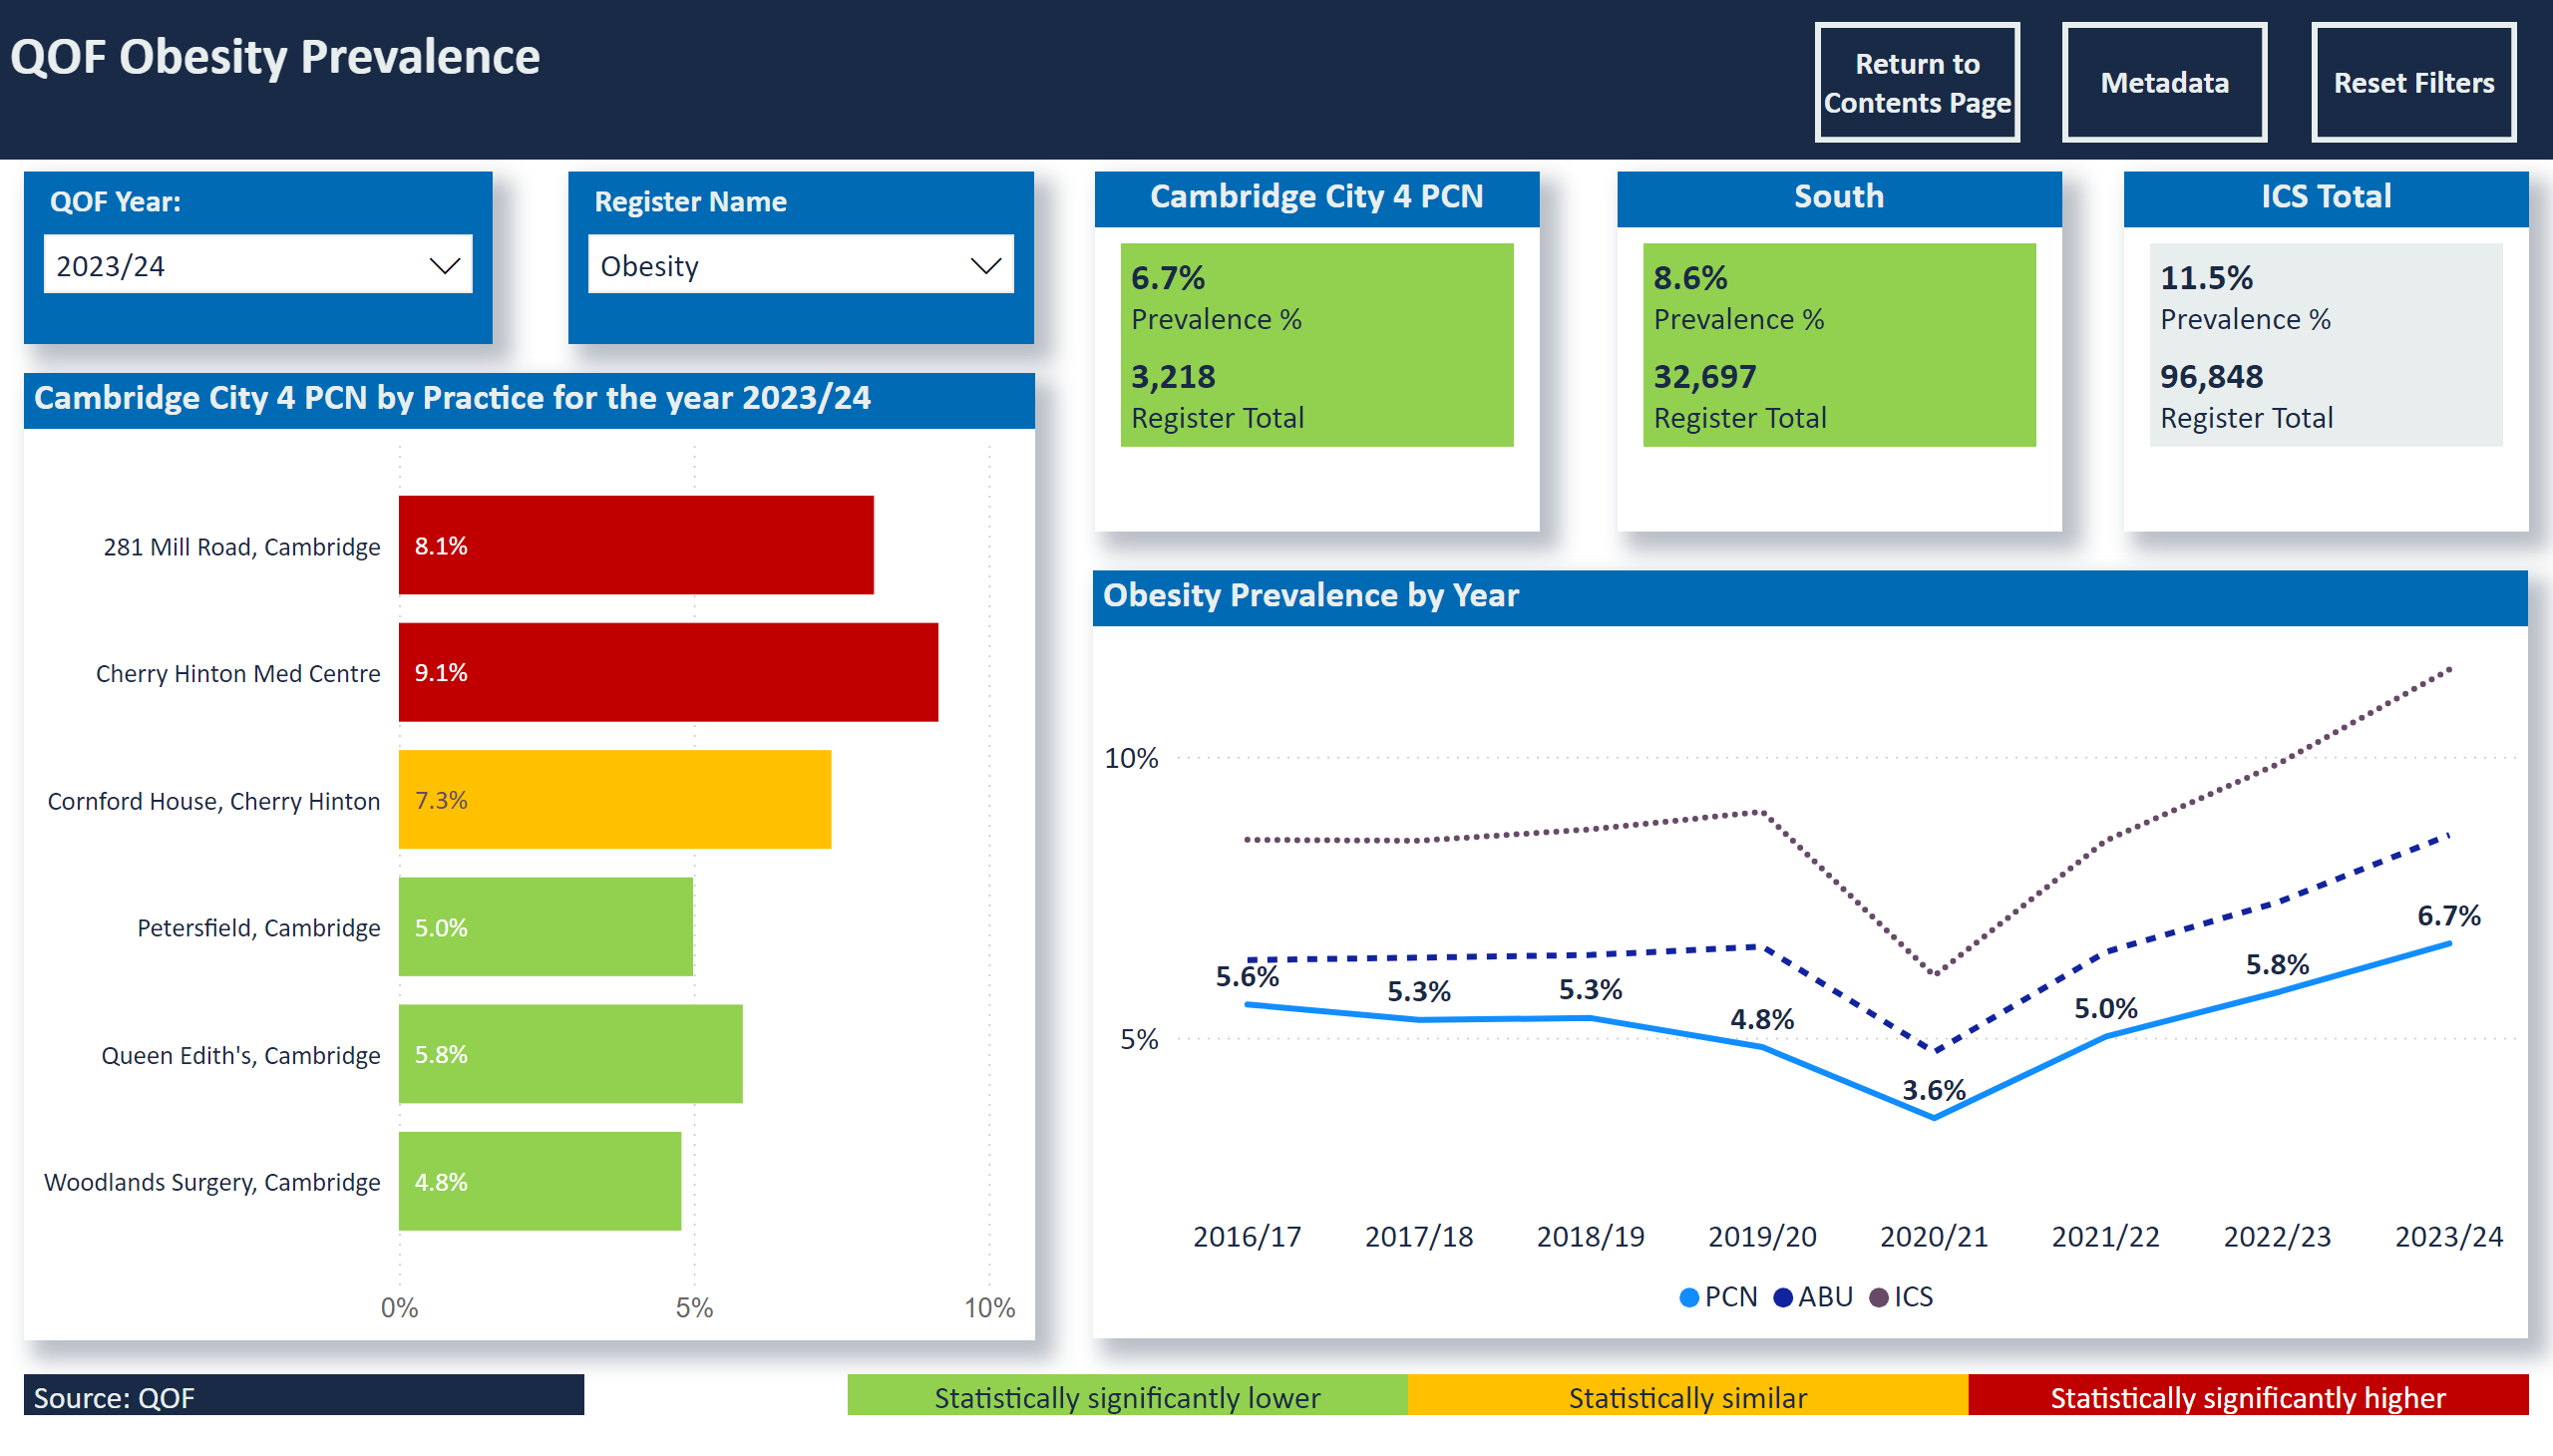 QOF Obesity Prevalence
Return to
Contents Page
Metadata
Reset Filters
QOF Year:
2023/24
Register Name
Obesity
Cambridge City 4 PCN
6.7%
Prevalence %
3,218
Register Total
South
8.6%
Prevalence %
32,697
Register Total
ICS Total
11.5%
Prevalence %
96,848
Register Total
Cambridge City 4 PCN by Practice for the year 2023/24
281 Mill Road, Cambridge
8.1%
Cherry Hinton Med Centre
9.1%
Cornford House, Cherry Hinton
7.3%
Petersfield, Cambridge
5.0%
Queen Edith's, Cambridge
5.8%
Woodlands Surgery, Cambridge
4.8%
0%
5%
10%
Obesity Prevalence by Year
10%
5%
5.6%
5.3%
5.3%
4.8%
3.6%
5.0%
5.8%
6.7%
2016/17
2017/18
2018/19
2019/20
2020/21
2021/22
2022/23
2023/24
PCN
ABU
ICS
Source: QOF
Statistically significantly lower
Statistically similar
Statistically significantly higher